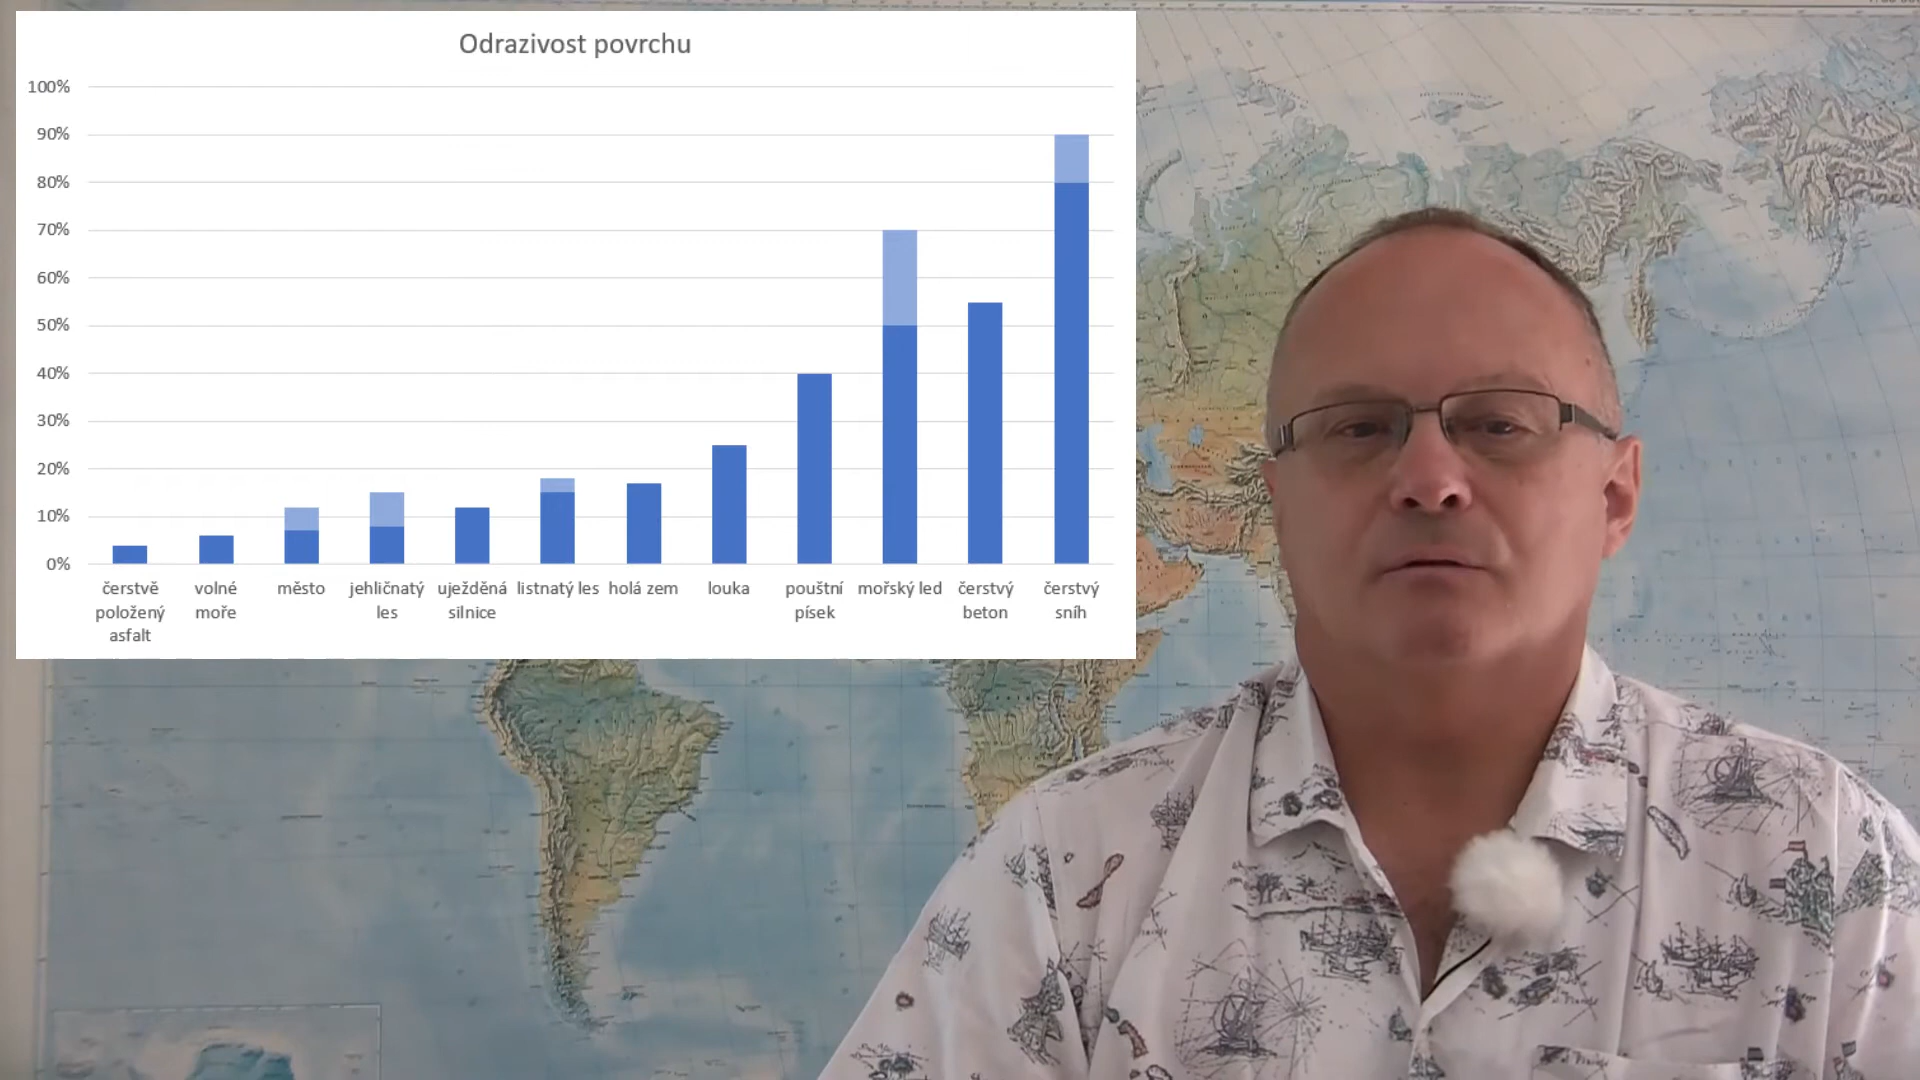 Odrazivost povrchu
100%
90%
80%
70%
60%
50%
40%
30%
20%
10%
0%
čerstvě položený asfalt
volné moře
město
jehličnatý les
uježděná silnice
listnatý les
holá zem
louka
pouštní písek
mořský led
čerstvý beton
čerstvý sníh